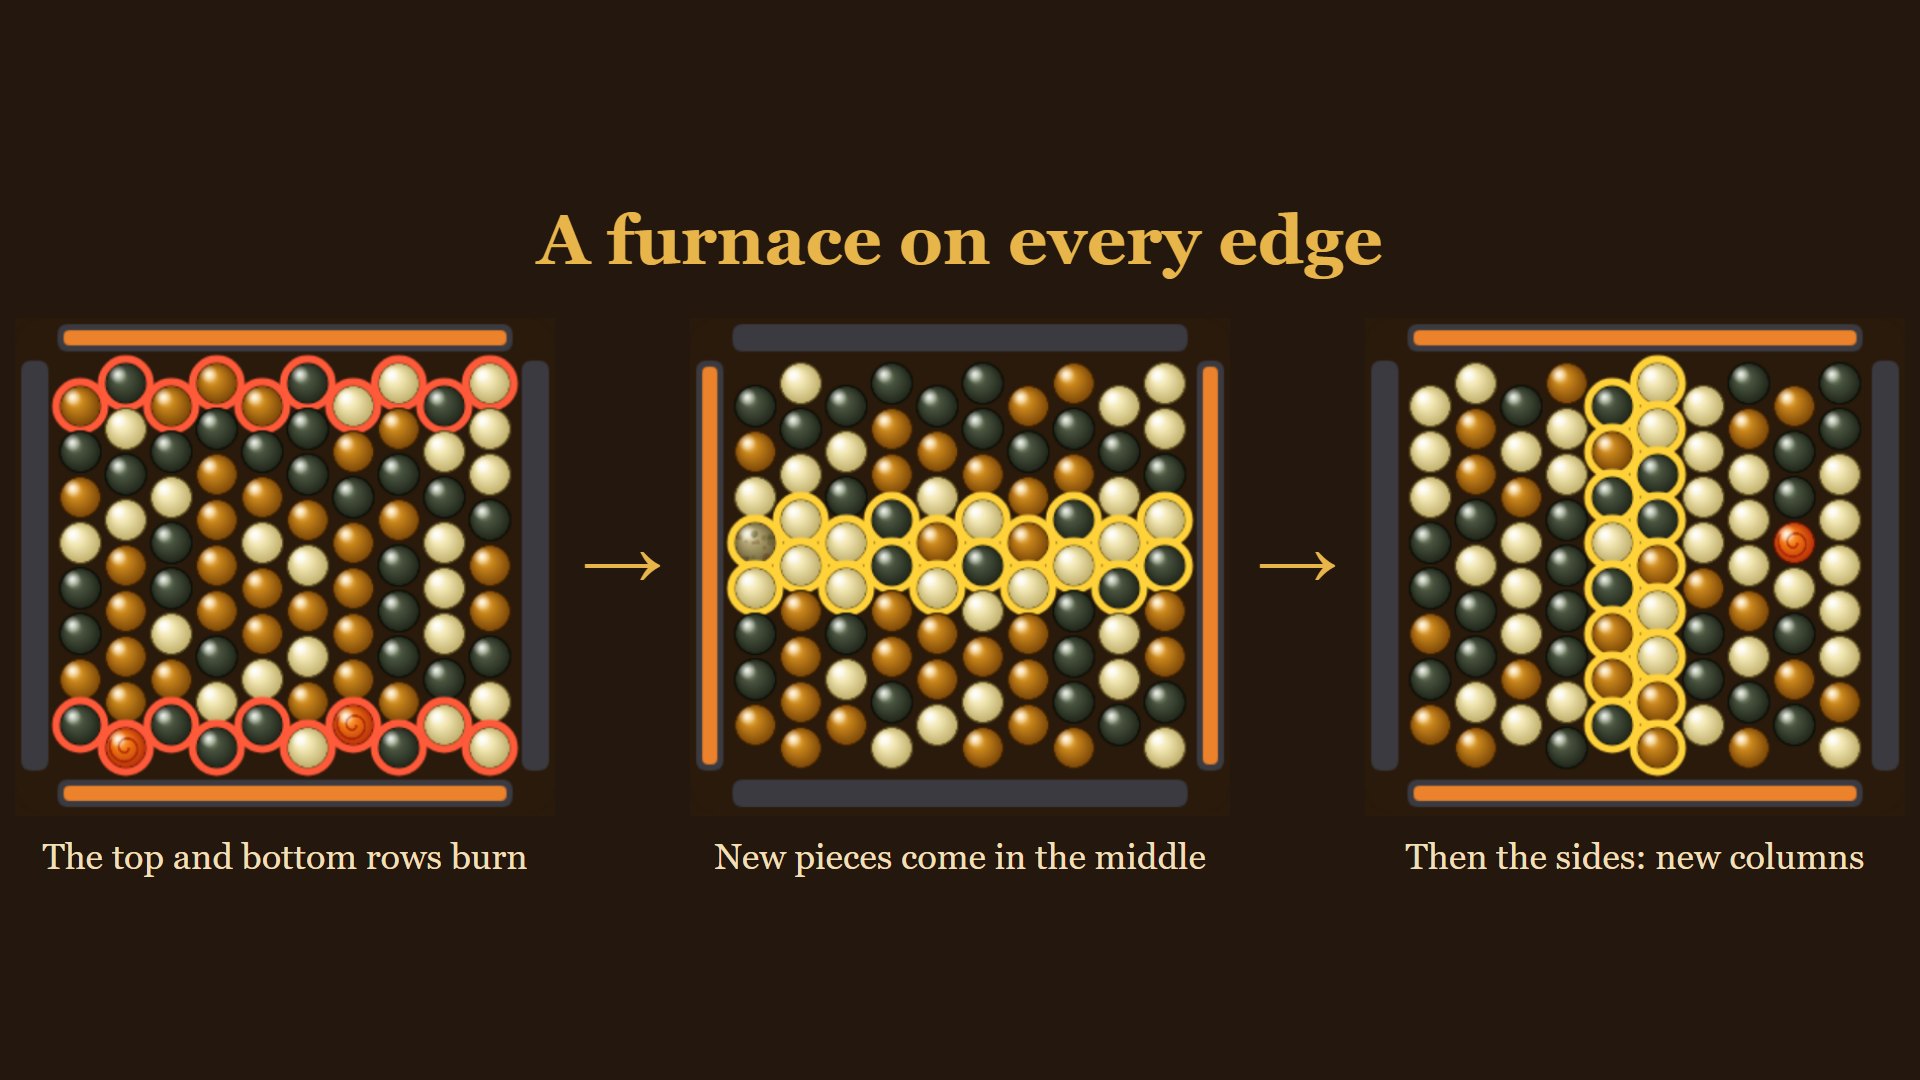 A furnace on every edge
The top and bottom rows burn
New pieces come in the middle
Then the sides: new columns